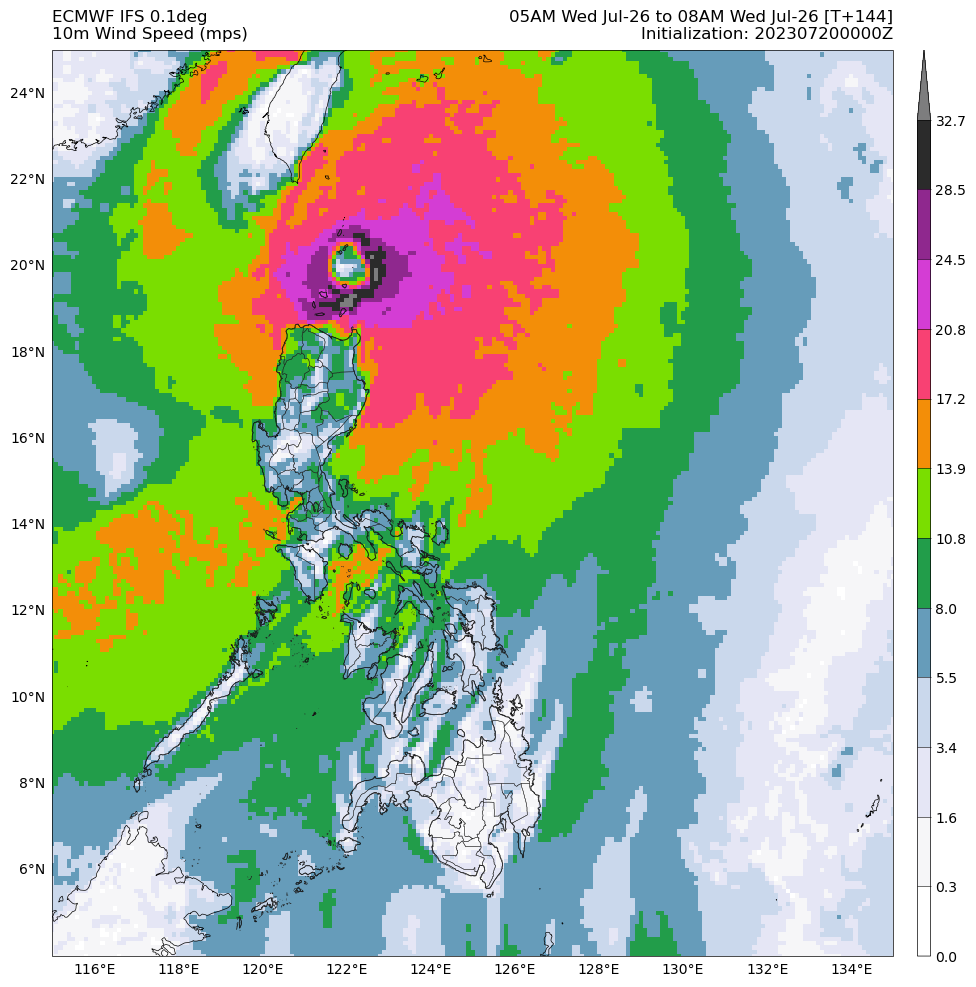 ECMWF IFS 0.1deg
05AM Wed Jul-26 to 08AM Wed Jul-26 [T+144]
10m Wind Speed (mps)
Initialization: 202307200000Z
24°N
22°N
20°N
18°N
16°N
14°N
12°N
10°N
8°N
6°N
116°E
118°E
120°E
122°E
124°E
126°E
128°E
130°E
132°E
134°E
32.7
28.5
24.5
20.8
17.2
13.9
10.8
8.0
5.5
3.4
1.6
0.3
0.0